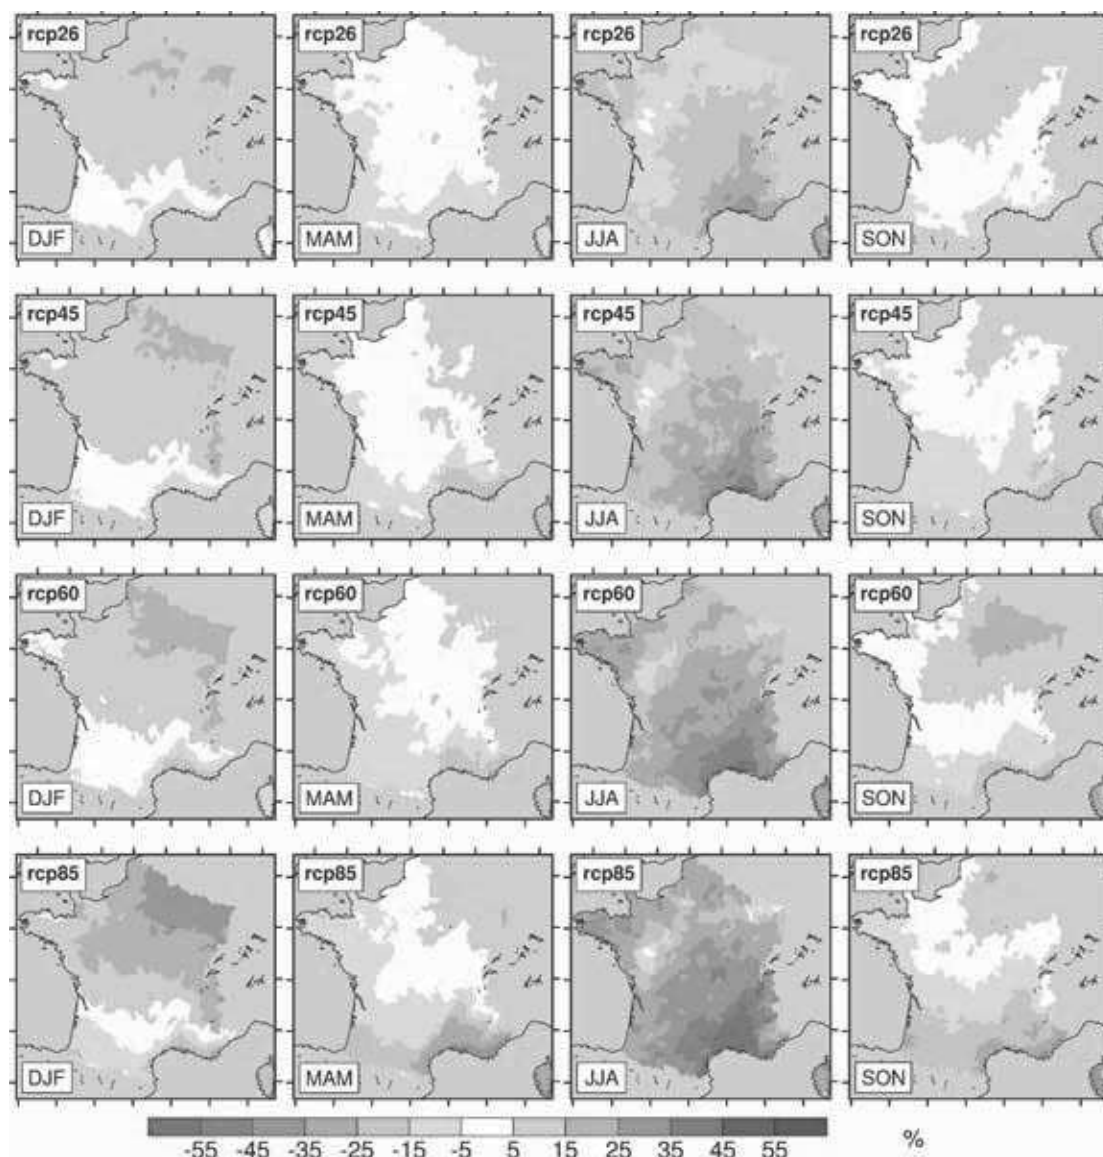 rcp26 rcp26 rcp26 rcp26
DJF MAM JJA SON
rcp45 rcp45 rcp45 rcp45
DJF MAM JJA SON
rcp60 rcp60 rcp60 rcp60
DJF MAM JJA SON
rcp85 rcp85 rcp85 rcp85
DJF MAM JJA SON
-55 -45 -35 -25 -15 -5 5 15 25 35 45 55 %